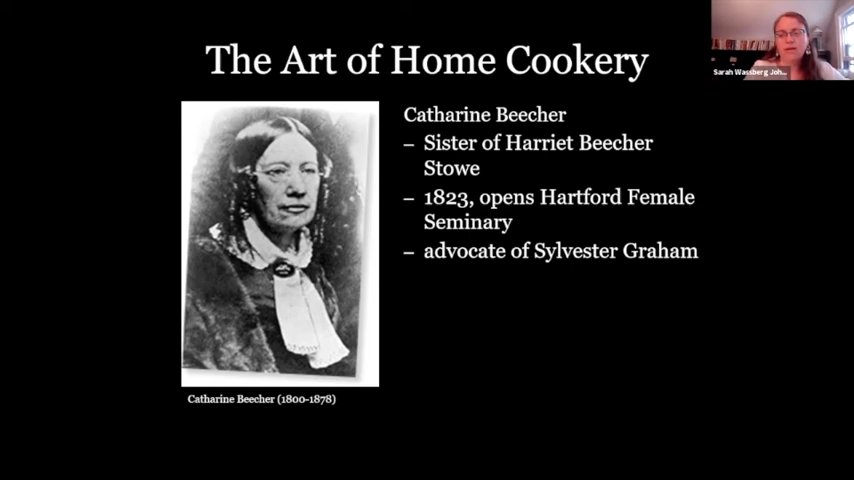 The Art of Home Cookery
Sarah Wassberg Joh...
Catharine Beecher
– Sister of Harriet Beecher
Stowe
– 1823, opens Hartford Female
Seminary
– advocate of Sylvester Graham
Catharine Beecher (1800-1878)